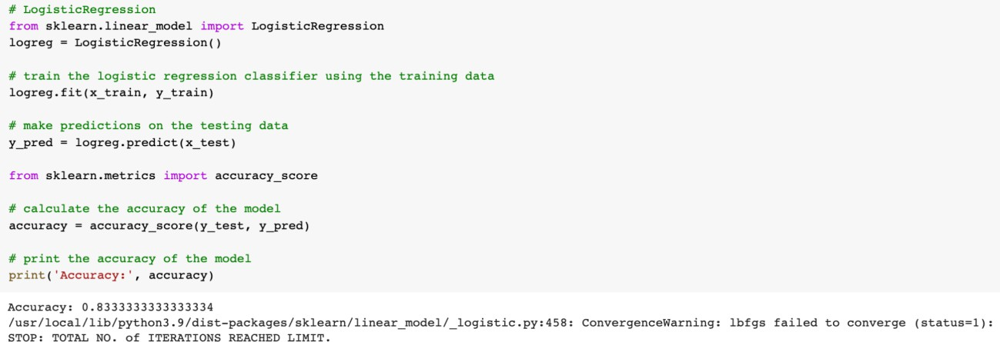 # LogisticRegression
from sklearn.linear_model import LogisticRegression
logreg = LogisticRegression()
# train the logistic regression classifier using the training data
logreg.fit(x_train, y_train)
# make predictions on the testing data
y_pred = logreg.predict(x_test)
from sklearn.metrics import accuracy_score
# calculate the accuracy of the model
accuracy = accuracy_score(y_test, y_pred)
# print the accuracy of the model
print('Accuracy:', accuracy)
Accuracy: 0.8333333333333334
/usr/local/lib/python3.9/dist-packages/sklearn/linear_model/_logistic.py:458: ConvergenceWarning: lbfgs failed to converge (status=1):
STOP: TOTAL NO. of ITERATIONS REACHED LIMIT.